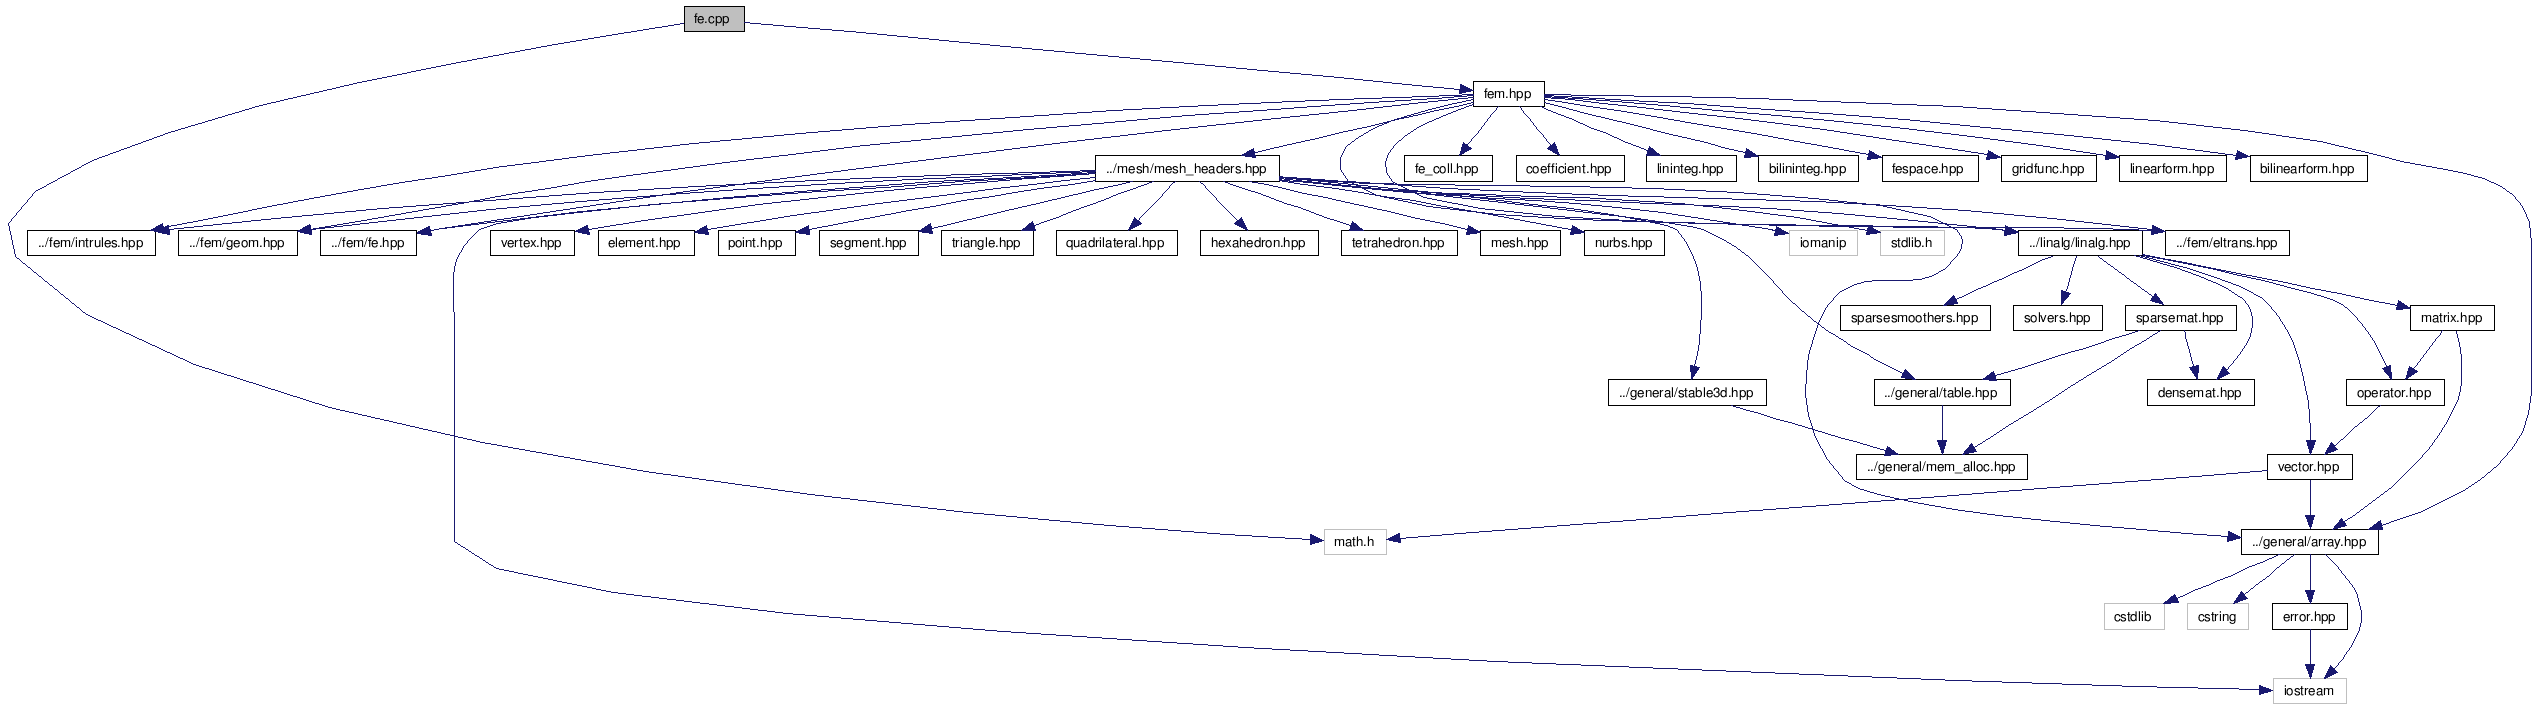 fe.cpp
fem.hpp
../mesh/mesh_headers.hpp
fe_coll.hpp
coefficient.hpp
lininteg.hpp
bilininteg.hpp
fespace.hpp
gridfunc.hpp
linearform.hpp
bilinearform.hpp
../fem/intrules.hpp
../fem/geom.hpp
../fem/fe.hpp
vertex.hpp
element.hpp
point.hpp
segment.hpp
triangle.hpp
quadrilateral.hpp
hexahedron.hpp
tetrahedron.hpp
mesh.hpp
nurbs.hpp
iomanip
stdlib.h
../linalg/linalg.hpp
../fem/eltrans.hpp
sparsesmoothers.hpp
solvers.hpp
sparsemat.hpp
matrix.hpp
../general/stable3d.hpp
../general/table.hpp
densemat.hpp
operator.hpp
../general/mem_alloc.hpp
vector.hpp
math.h
../general/array.hpp
cstdlib
cstring
error.hpp
iostream